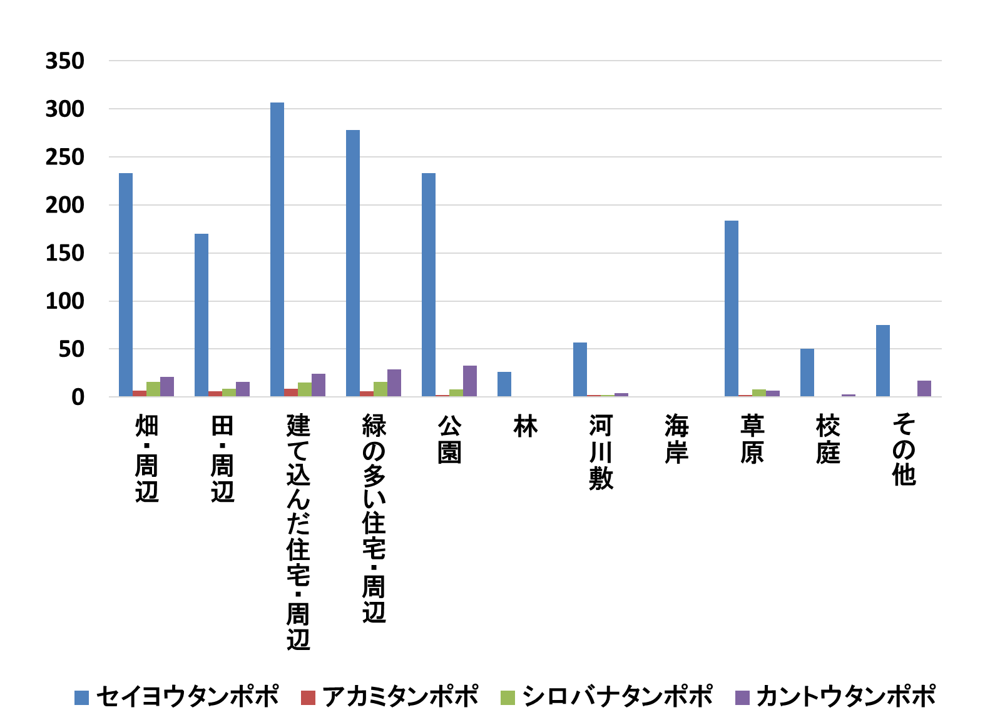 350
300
250
200
150
100
50
0
畑・周辺
田・周辺
建て込んだ住宅・周辺
緑の多い住宅・周辺
公園
林
河川敷
海岸
草原
校庭
その他
セイヨウタンポポ
アカミタンポポ
シロバナタンポポ
カントウタンポポ